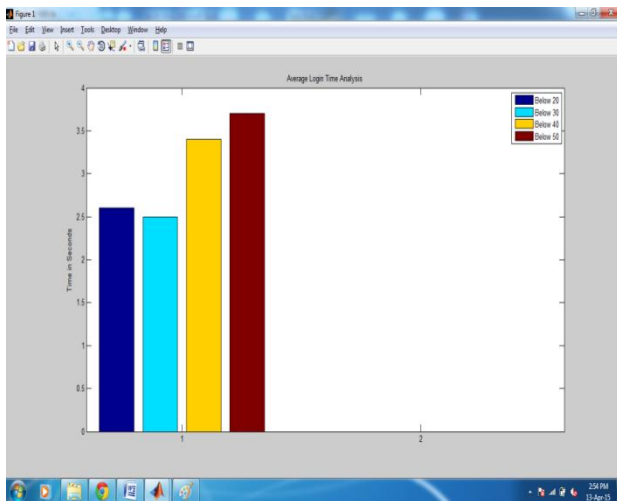 Figure 1
File Edit View Insert Tools Desktop Window Help
Average Login Time Analysis
Below 20
Below 30
Below 40
Below 50
4
3.5
3
2.5
2
1.5
1
0.5
0
Time in Seconds
1 2
2:54 PM
13-Apr-15